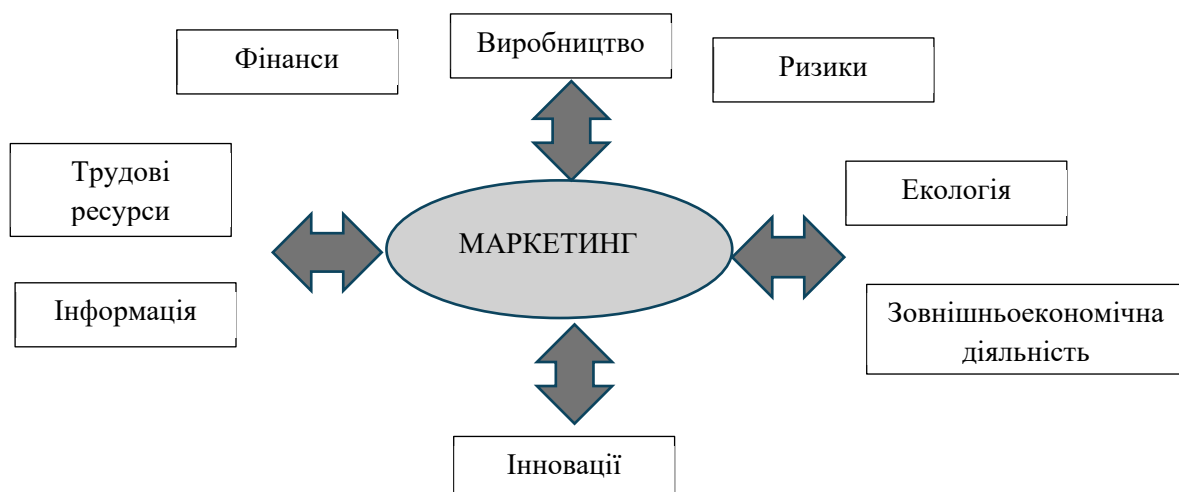 Виробництво
Фінанси
Ризики
Трудові
ресурси
Екологія
МАРКЕТИНГ
Інформація
Зовнішньоекономічна
діяльність
Інновації